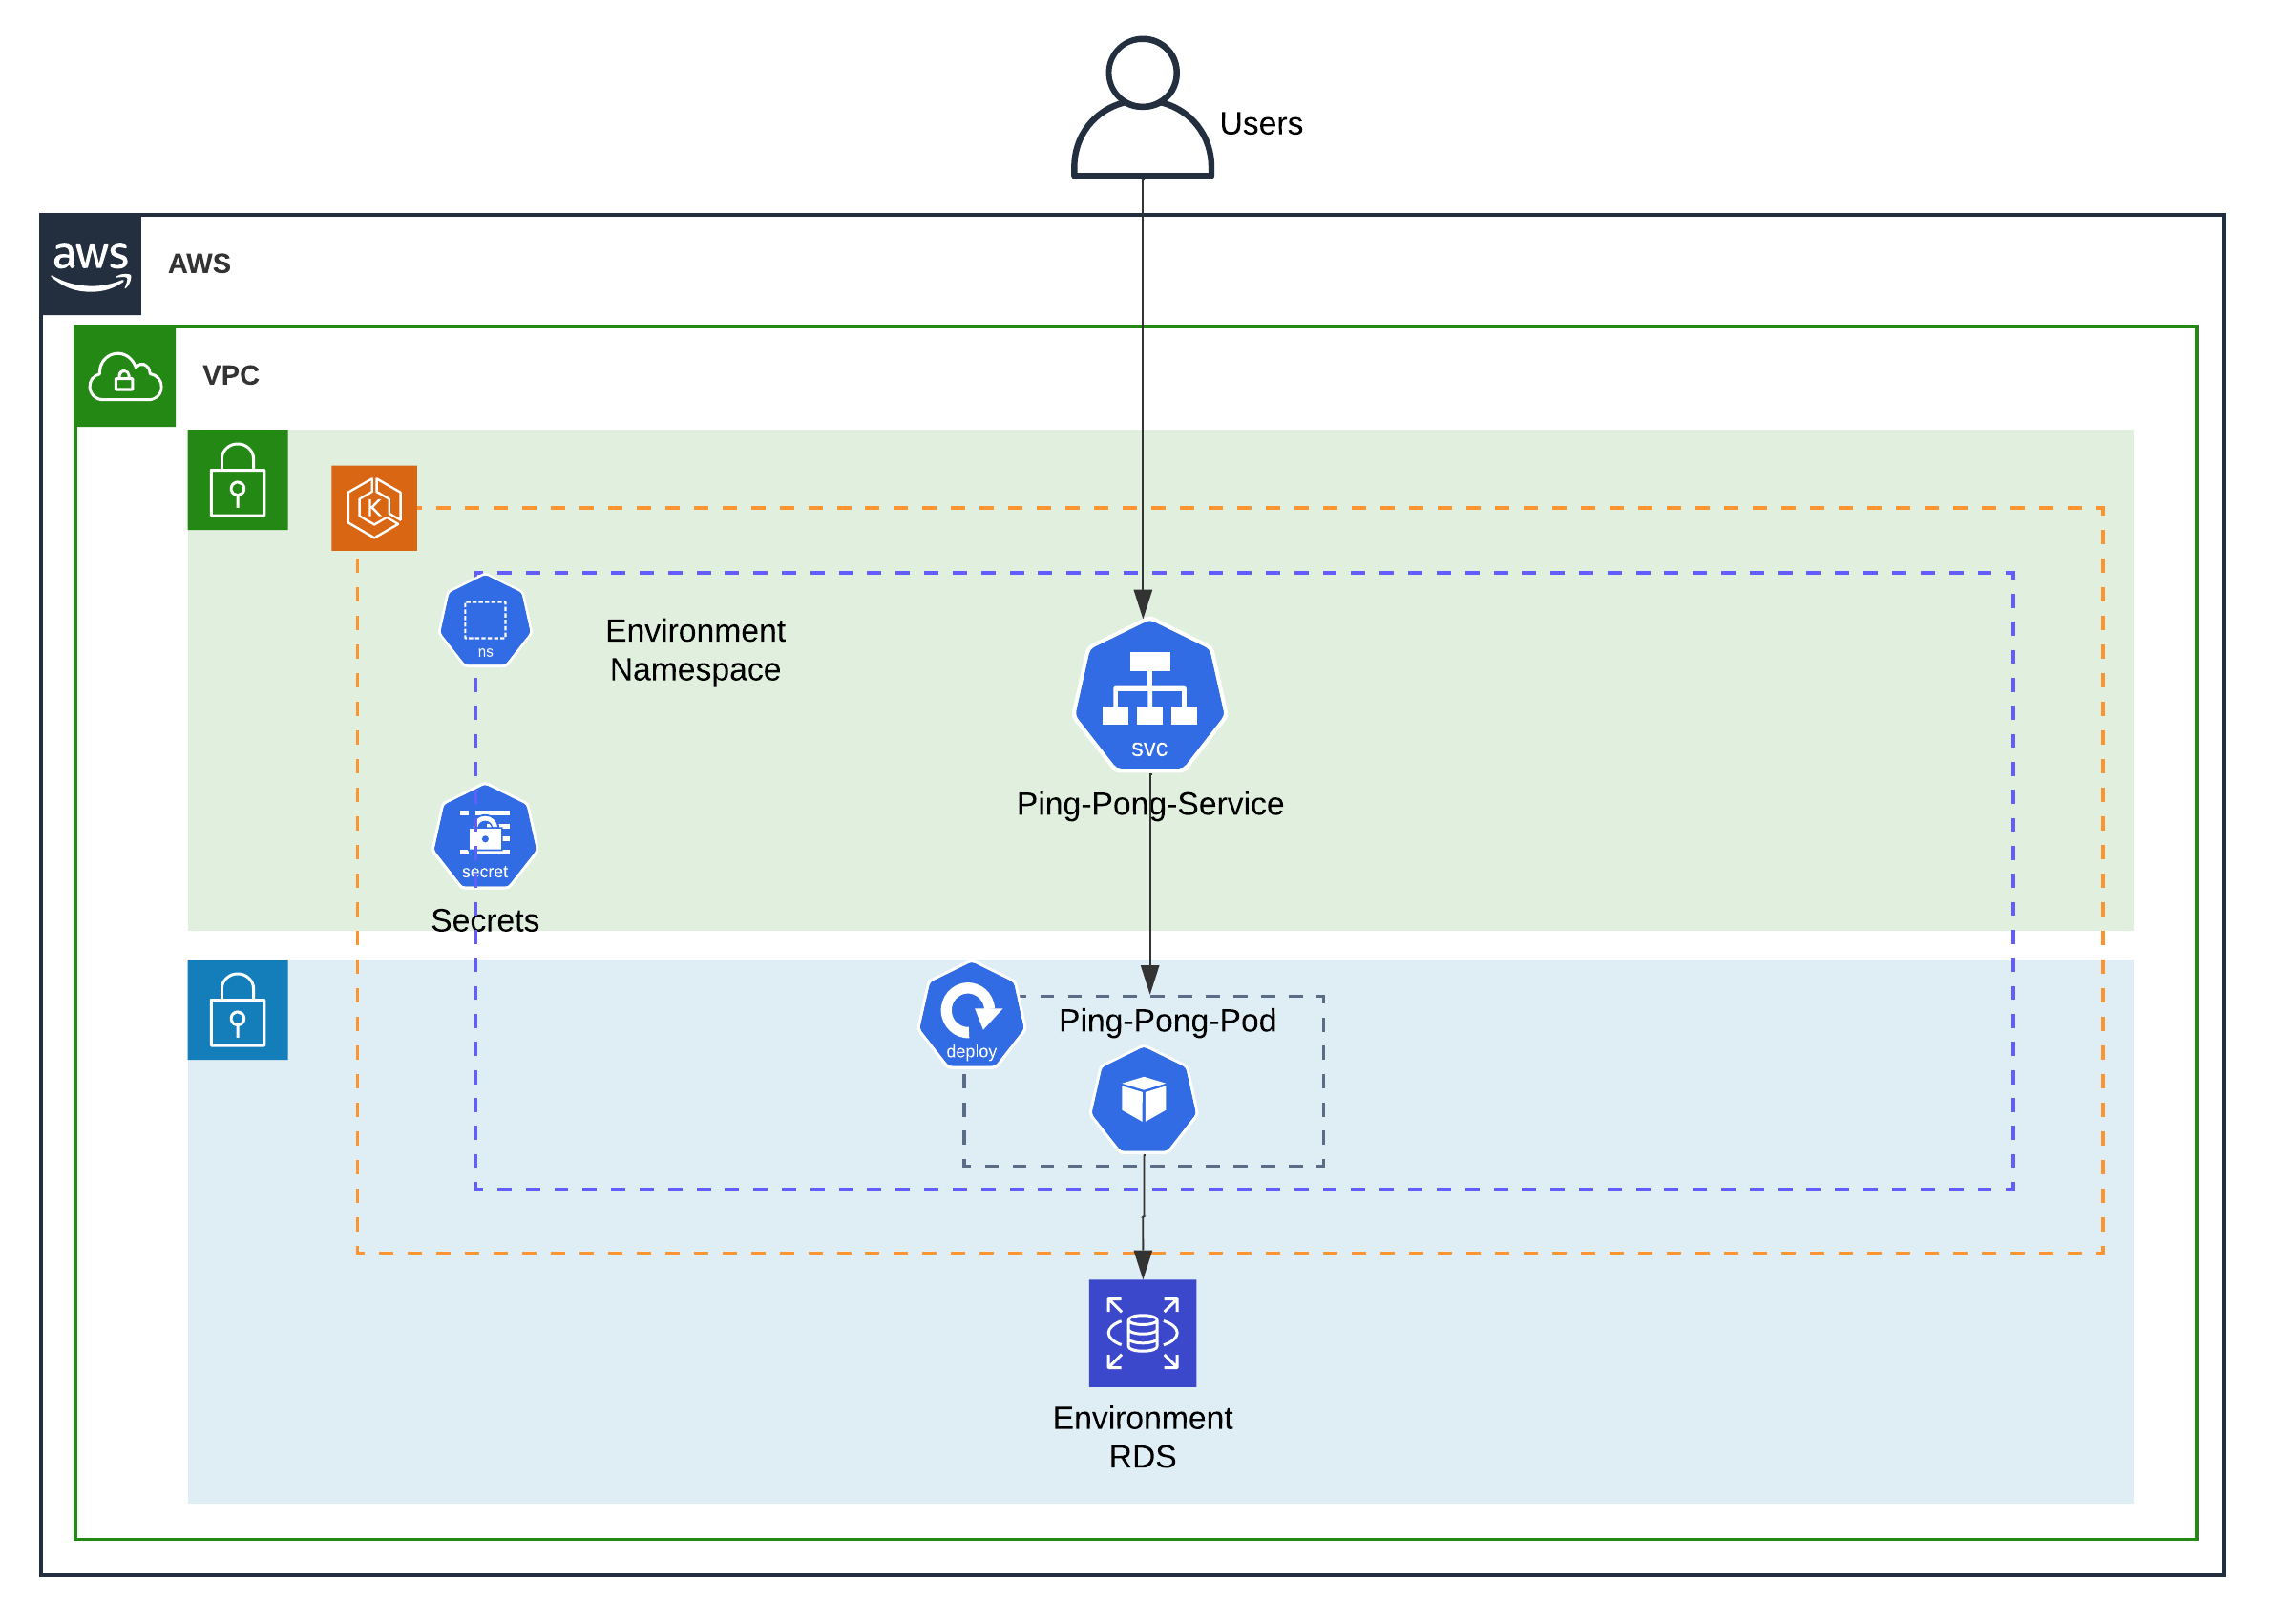 Users
aws
AWS
VPC
K
ns
Environment
Namespace
svc
Ping-Pong-Service
secret
Secrets
deploy
Ping-Pong-Pod
Environment
RDS